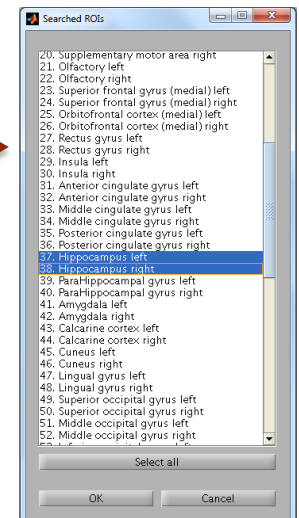 Searched ROIs
20. Supplementary motor area right
21. Olfactory left
22. Olfactory right
23. Superior frontal gyrus (medial) left
24. Superior frontal gyrus (medial) right
25. Orbitofrontal cortex (medial) left
26. Orbitofrontal cortex (medial) right
27. Rectus gyrus left
28. Rectus gyrus right
29. Insula left
30. Insula right
31. Anterior cingulate gyrus left
32. Anterior cingulate gyrus right
33. Middle cingulate gyrus left
34. Middle cingulate gyrus right
35. Posterior cingulate gyrus left
36. Posterior cingulate gyrus right
37. Hippocampus left
38. Hippocampus right
39. ParaHippocampal gyrus left
40. ParaHippocampal gyrus right
41. Amygdala left
42. Amygdala right
43. Calcarine cortex left
44. Calcarine cortex right
45. Cuneus left
46. Cuneus right
47. Lingual gyrus left
48. Lingual gyrus right
49. Superior occipital gyrus left
50. Superior occipital gyrus right
51. Middle occipital gyrus left
52. Middle occipital gyrus right
Select all
OK
Cancel